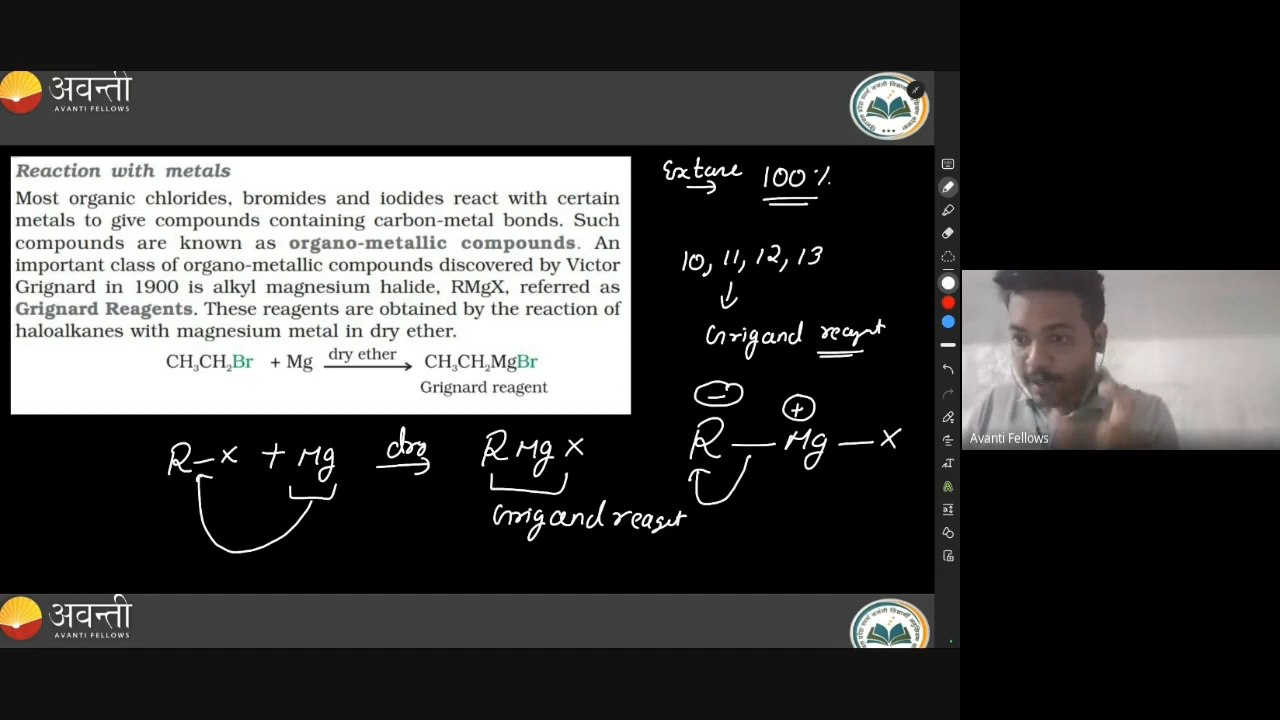 अवन्ती
AVANTI FELLOWS
Reaction with metals
Most organic chlorides, bromides and iodides react with certain
metals to give compounds containing carbon-metal bonds. Such
compounds are known as organo-metallic compounds. An
important class of organo-metallic compounds discovered by Victor
Grignard in 1900 is alkyl magnesium halide, RMgX, referred as
Grignard Reagents. These reagents are obtained by the reaction of
haloalkanes with magnesium metal in dry ether.
CH₃CH₂Br + Mg dry ether → CH₃CH₂MgBr
Grignard reagent
Extare 100%
→
10, 11, 12, 13
↓
Grigand reagnt
− +
R — Mg — X
R – X + Mg dry → R Mg X
Grigand reagnt
Avanti Fellows
अवन्ती
AVANTI FELLOWS